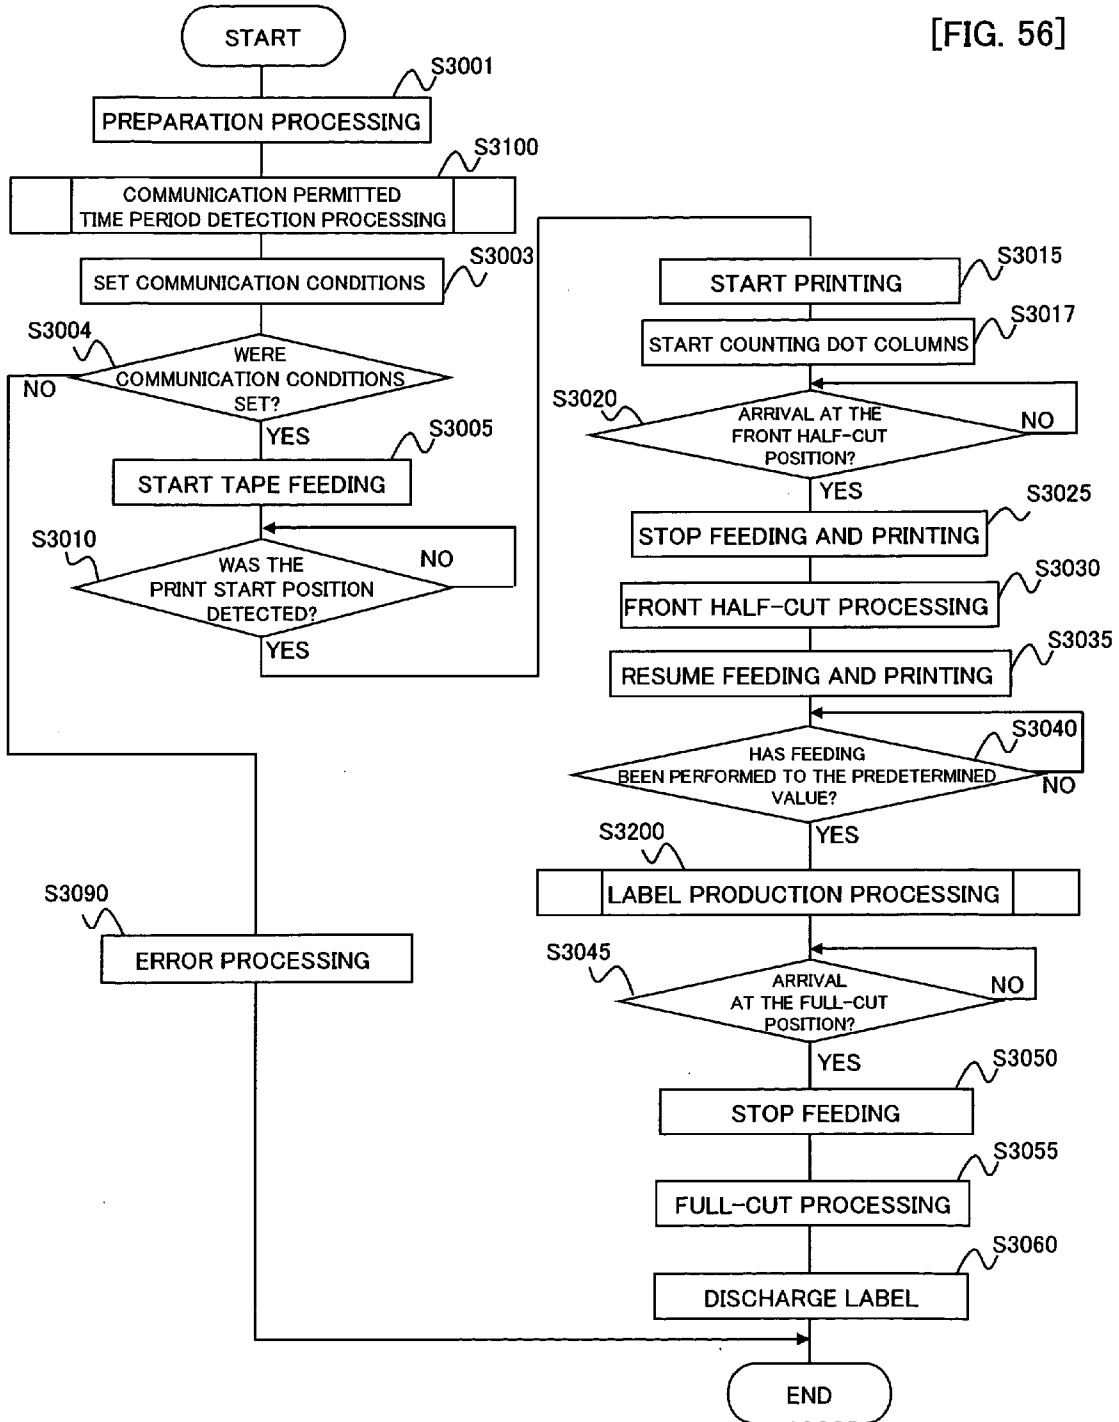 [FIG. 56]
START
S3001
PREPARATION PROCESSING
S3100
COMMUNICATION PERMITTED
TIME PERIOD DETECTION PROCESSING
S3003
SET COMMUNICATION CONDITIONS
S3004
WERE
COMMUNICATION CONDITIONS
SET?
NO
YES
S3005
START TAPE FEEDING
S3010
WAS THE
PRINT START POSITION
DETECTED?
NO
YES
S3090
ERROR PROCESSING
S3015
START PRINTING
S3017
START COUNTING DOT COLUMNS
S3020
ARRIVAL AT THE
FRONT HALF-CUT
POSITION?
NO
YES
S3025
STOP FEEDING AND PRINTING
S3030
FRONT HALF-CUT PROCESSING
S3035
RESUME FEEDING AND PRINTING
S3040
HAS FEEDING
BEEN PERFORMED TO THE PREDETERMINED
VALUE?
NO
YES
S3200
LABEL PRODUCTION PROCESSING
S3045
ARRIVAL
AT THE FULL-CUT
POSITION?
NO
YES
S3050
STOP FEEDING
S3055
FULL-CUT PROCESSING
S3060
DISCHARGE LABEL
END